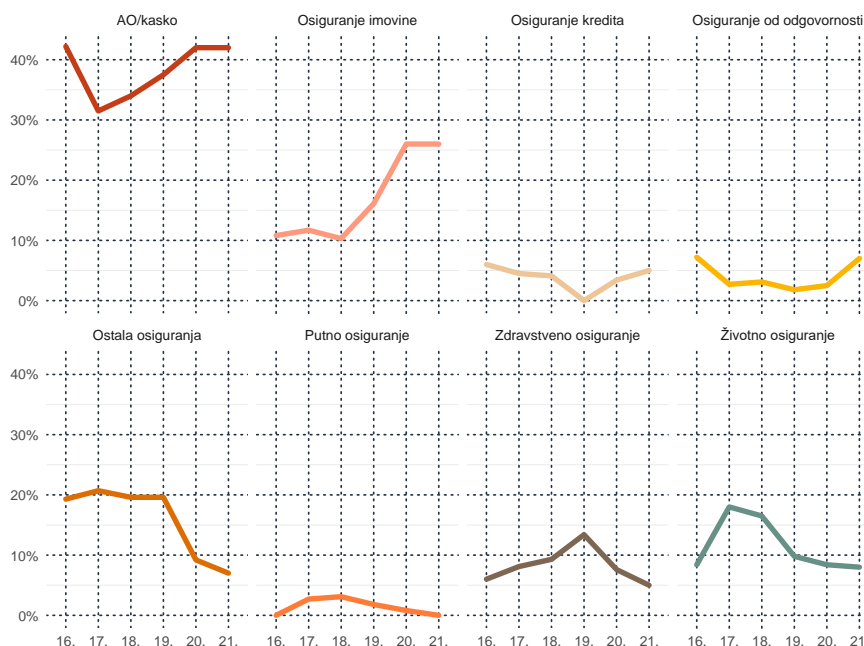 AO/kasko
Osiguranje imovine
Osiguranje kredita
Osiguranje od odgovornosti
40%
30%
20%
10%
0%
Ostala osiguranja
Putno osiguranje
Zdravstveno osiguranje
Životno osiguranje
40%
30%
20%
10%
0%
16. 17. 18. 19. 20. 21.
16. 17. 18. 19. 20. 21.
16. 17. 18. 19. 20. 21.
16. 17. 18. 19. 20. 21